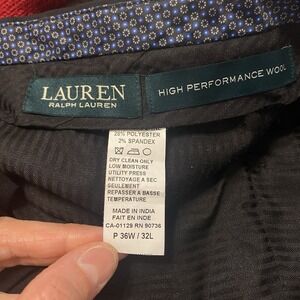 LAUREN
RALPH LAUREN
HIGH PERFORMANCE WOOL
28% POLYESTER
2% SPANDEX
DRY CLEAN ONLY
LOW MOISTURE
UTILITY PRESS
NETTOYAGE A SEC
SEULEMENT
REPASSER A BASSE
TEMPERATURE
MADE IN INDIA
FAIT EN INDE
CA-01129 RN 90736
P 36W / 32L